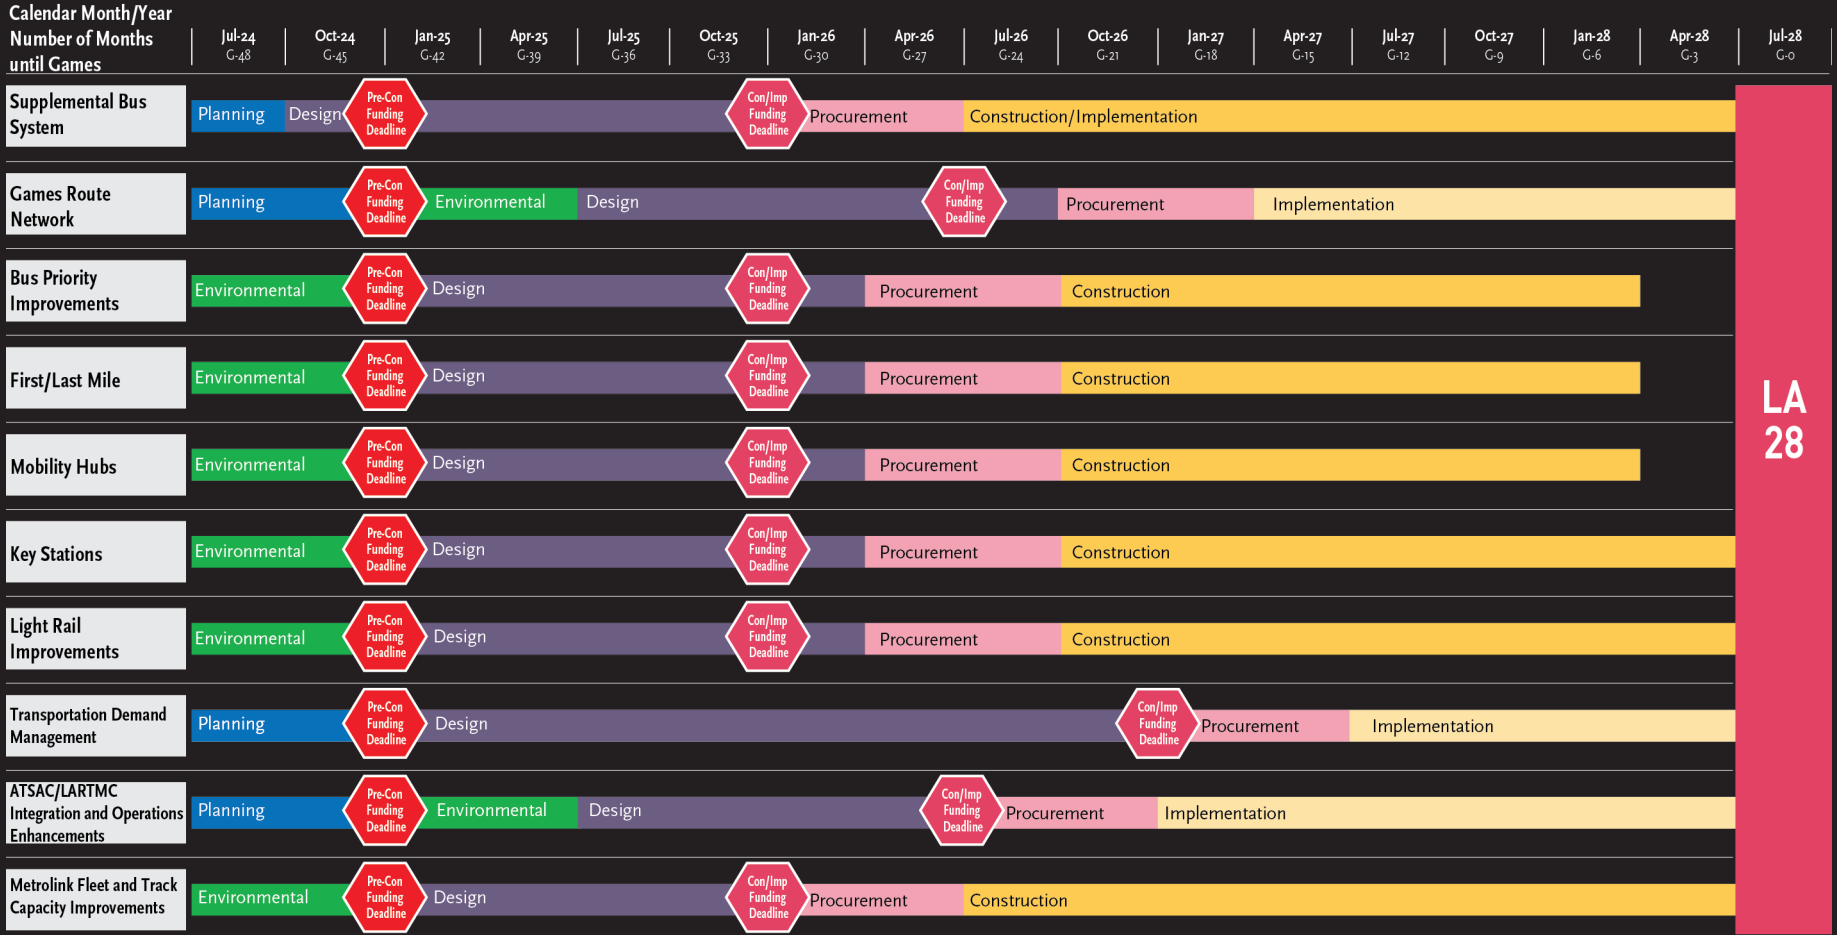 Calendar Month/Year
Number of Months
until Games
Jul-24 Oct-24 Jan-25 Apr-25 Jul-25 Oct-25 Jan-26 Apr-26 Jul-26 Oct-26 Jan-27 Apr-27 Jul-27 Oct-27 Jan-28 Apr-28 Jul-28
G-48 G-45 G-42 G-39 G-36 G-33 G-30 G-27 G-24 G-21 G-18 G-15 G-12 G-9 G-6 G-3 G-0
Supplemental Bus
System
Planning
Design
Pre-Con
Funding
Deadline
Con/Imp
Funding
Deadline
Procurement
Construction/Implementation
Games Route
Network
Planning
Pre-Con
Funding
Deadline
Environmental
Design
Con/Imp
Funding
Deadline
Procurement
Implementation
Bus Priority
Improvements
Environmental
Pre-Con
Funding
Deadline
Design
Con/Imp
Funding
Deadline
Procurement
Construction
First/Last Mile
Environmental
Pre-Con
Funding
Deadline
Design
Con/Imp
Funding
Deadline
Procurement
Construction
Mobility Hubs
Environmental
Pre-Con
Funding
Deadline
Design
Con/Imp
Funding
Deadline
Procurement
Construction
Key Stations
Environmental
Pre-Con
Funding
Deadline
Design
Con/Imp
Funding
Deadline
Procurement
Construction
Light Rail
Improvements
Environmental
Pre-Con
Funding
Deadline
Design
Con/Imp
Funding
Deadline
Procurement
Construction
Transportation Demand
Management
Planning
Pre-Con
Funding
Deadline
Design
Con/Imp
Funding
Deadline
Procurement
Implementation
ATSAC/LARTMC
Integration and Operations
Enhancements
Planning
Pre-Con
Funding
Deadline
Environmental
Design
Con/Imp
Funding
Deadline
Procurement
Implementation
Metrolink Fleet and Track
Capacity Improvements
Environmental
Pre-Con
Funding
Deadline
Design
Con/Imp
Funding
Deadline
Procurement
Construction
LA
28